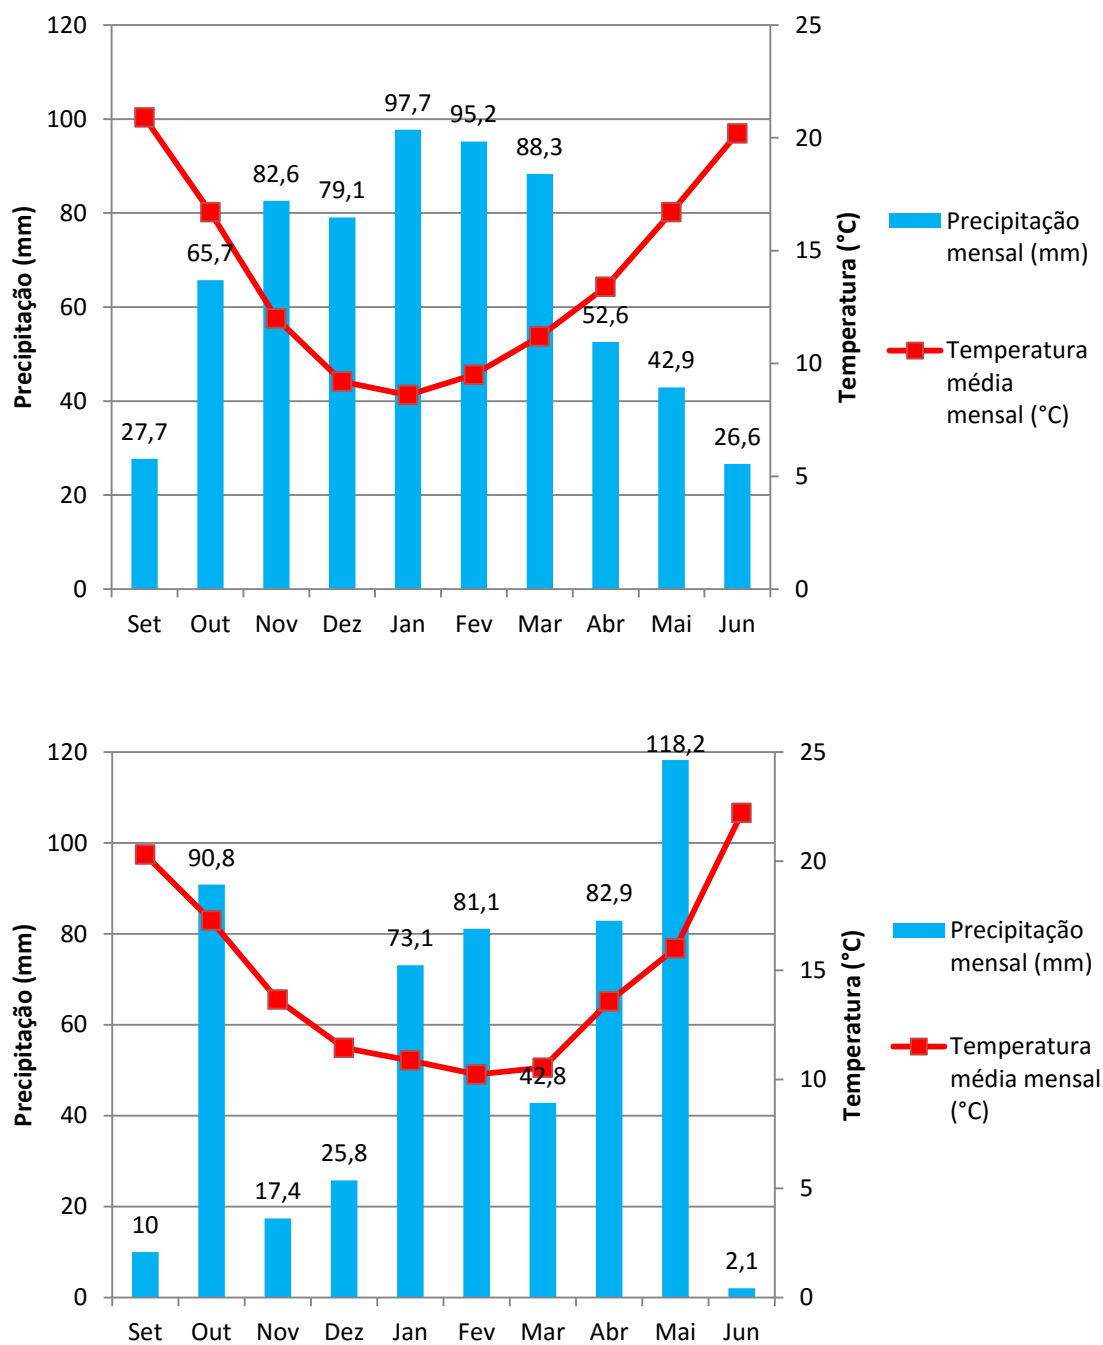 120
100
80
60
40
20
0
Precipitação (mm)
27,7
65,7
82,6
79,1
97,7
95,2
88,3
52,6
42,9
26,6
25
20
15
10
5
0
Temperatura (°C)
Set Out Nov Dez Jan Fev Mar Abr Mai Jun
Precipitação
mensal (mm)
Temperatura
média
mensal (°C)
120
100
80
60
40
20
0
Precipitação (mm)
10
90,8
17,4
25,8
73,1
81,1
42,8
82,9
118,2
2,1
25
20
15
10
5
0
Temperatura (°C)
Set Out Nov Dez Jan Fev Mar Abr Mai Jun
Precipitação
mensal (mm)
Temperatura
média mensal
(°C)